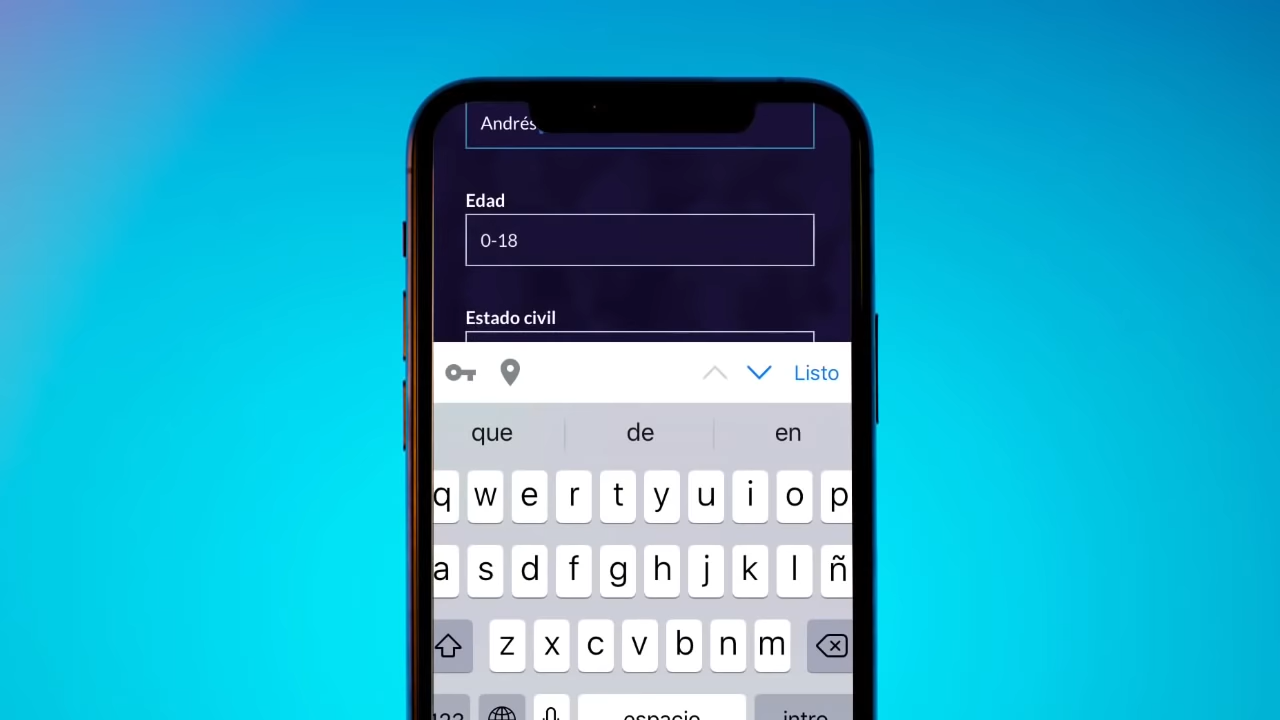 Andrés
Edad
0-18
Estado civil
Listo
que de en
q w e r t y u i o p
a s d f g h j k l ñ
z x c v b n m
123 espacio intro